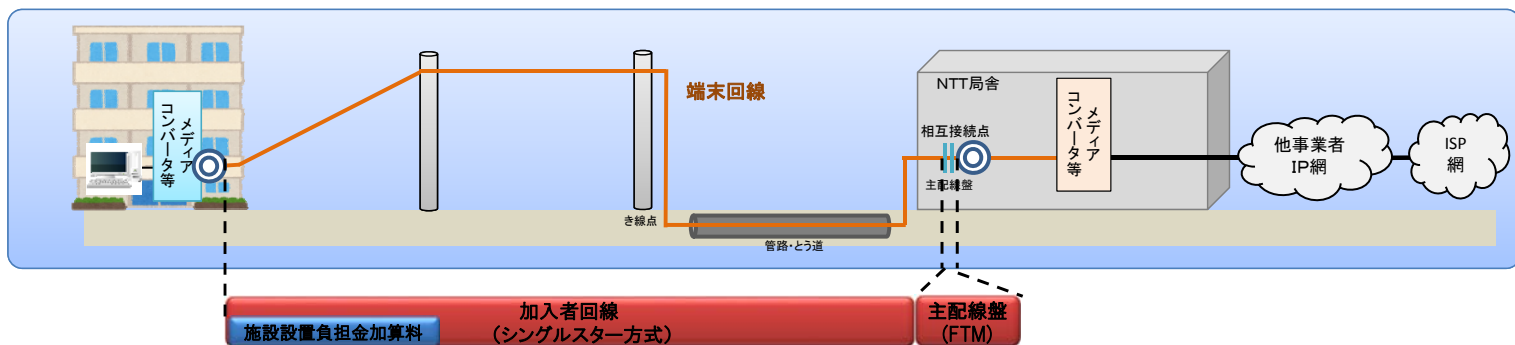 メディア
コンバータ等
端末回線
き線点
管路・とう道
NTT局舎
相互接続点
主配線盤
メディア
コンバータ等
他事業者
IP網
ISP
網
加入者回線
（シングルスター方式）
施設設置負担金加算料
主配線盤
(FTM)